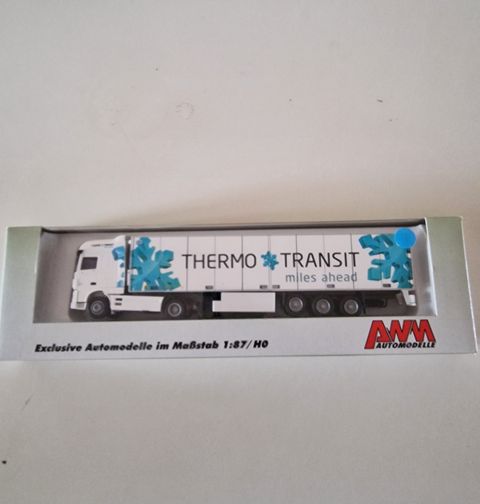 THERMO TRANSIT
miles ahead
Exclusive Automodelle im Maßstab 1:87/H0
AWM
AUTOMODELLE